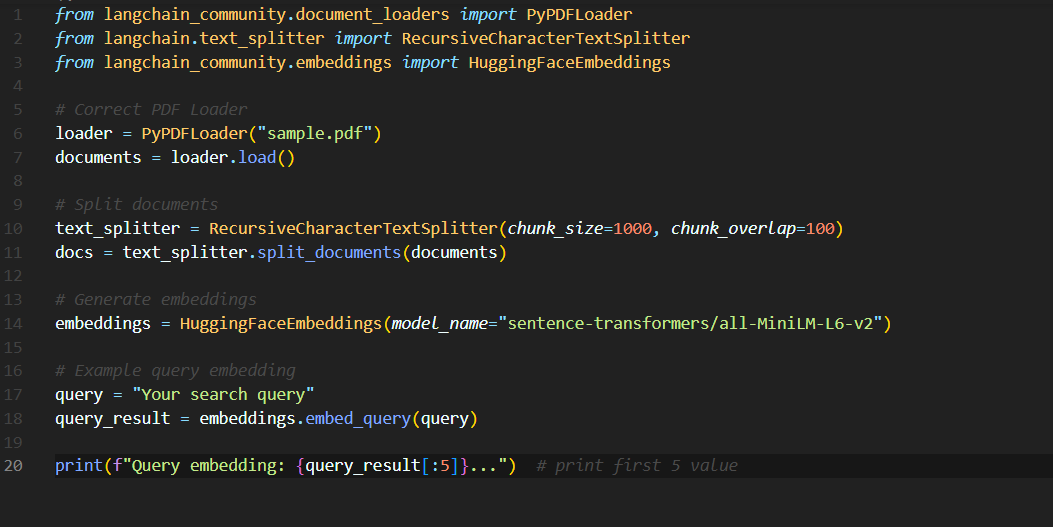 1 from langchain_community.document_loaders import PyPDFLoader
2 from langchain.text_splitter import RecursiveCharacterTextSplitter
3 from langchain_community.embeddings import HuggingFaceEmbeddings
4
5 # Correct PDF Loader
6 loader = PyPDFLoader("sample.pdf")
7 documents = loader.load()
8
9 # Split documents
10 text_splitter = RecursiveCharacterTextSplitter(chunk_size=1000, chunk_overlap=100)
11 docs = text_splitter.split_documents(documents)
12
13 # Generate embeddings
14 embeddings = HuggingFaceEmbeddings(model_name="sentence-transformers/all-MiniLM-L6-v2")
15
16 # Example query embedding
17 query = "Your search query"
18 query_result = embeddings.embed_query(query)
19
20 print(f"Query embedding: {query_result[:5]}...")  # print first 5 value